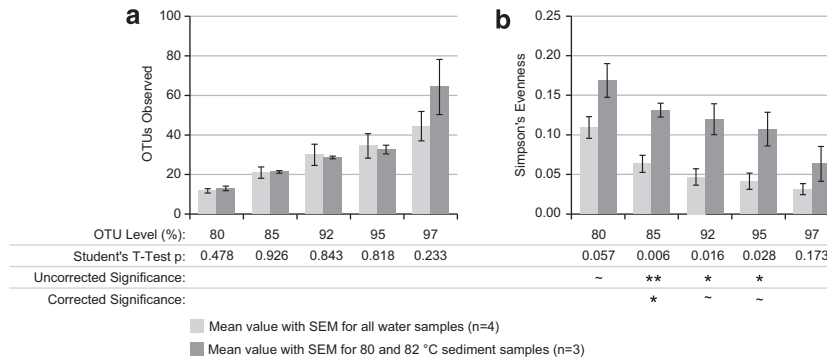 a
b
100
80
60
40
20
0
OTUs Observed
0.25
0.20
0.15
0.10
0.05
0.00
Simpson's Evenness
OTU Level (%): 80 85 92 95 97 80 85 92 95 97
Student's T-Test p: 0.478 0.926 0.843 0.818 0.233 0.057 0.006 0.016 0.028 0.173
Uncorrected Significance: ~ ** * *
Corrected Significance: * ~ ~
Mean value with SEM for all water samples (n=4)
Mean value with SEM for 80 and 82 °C sediment samples (n=3)